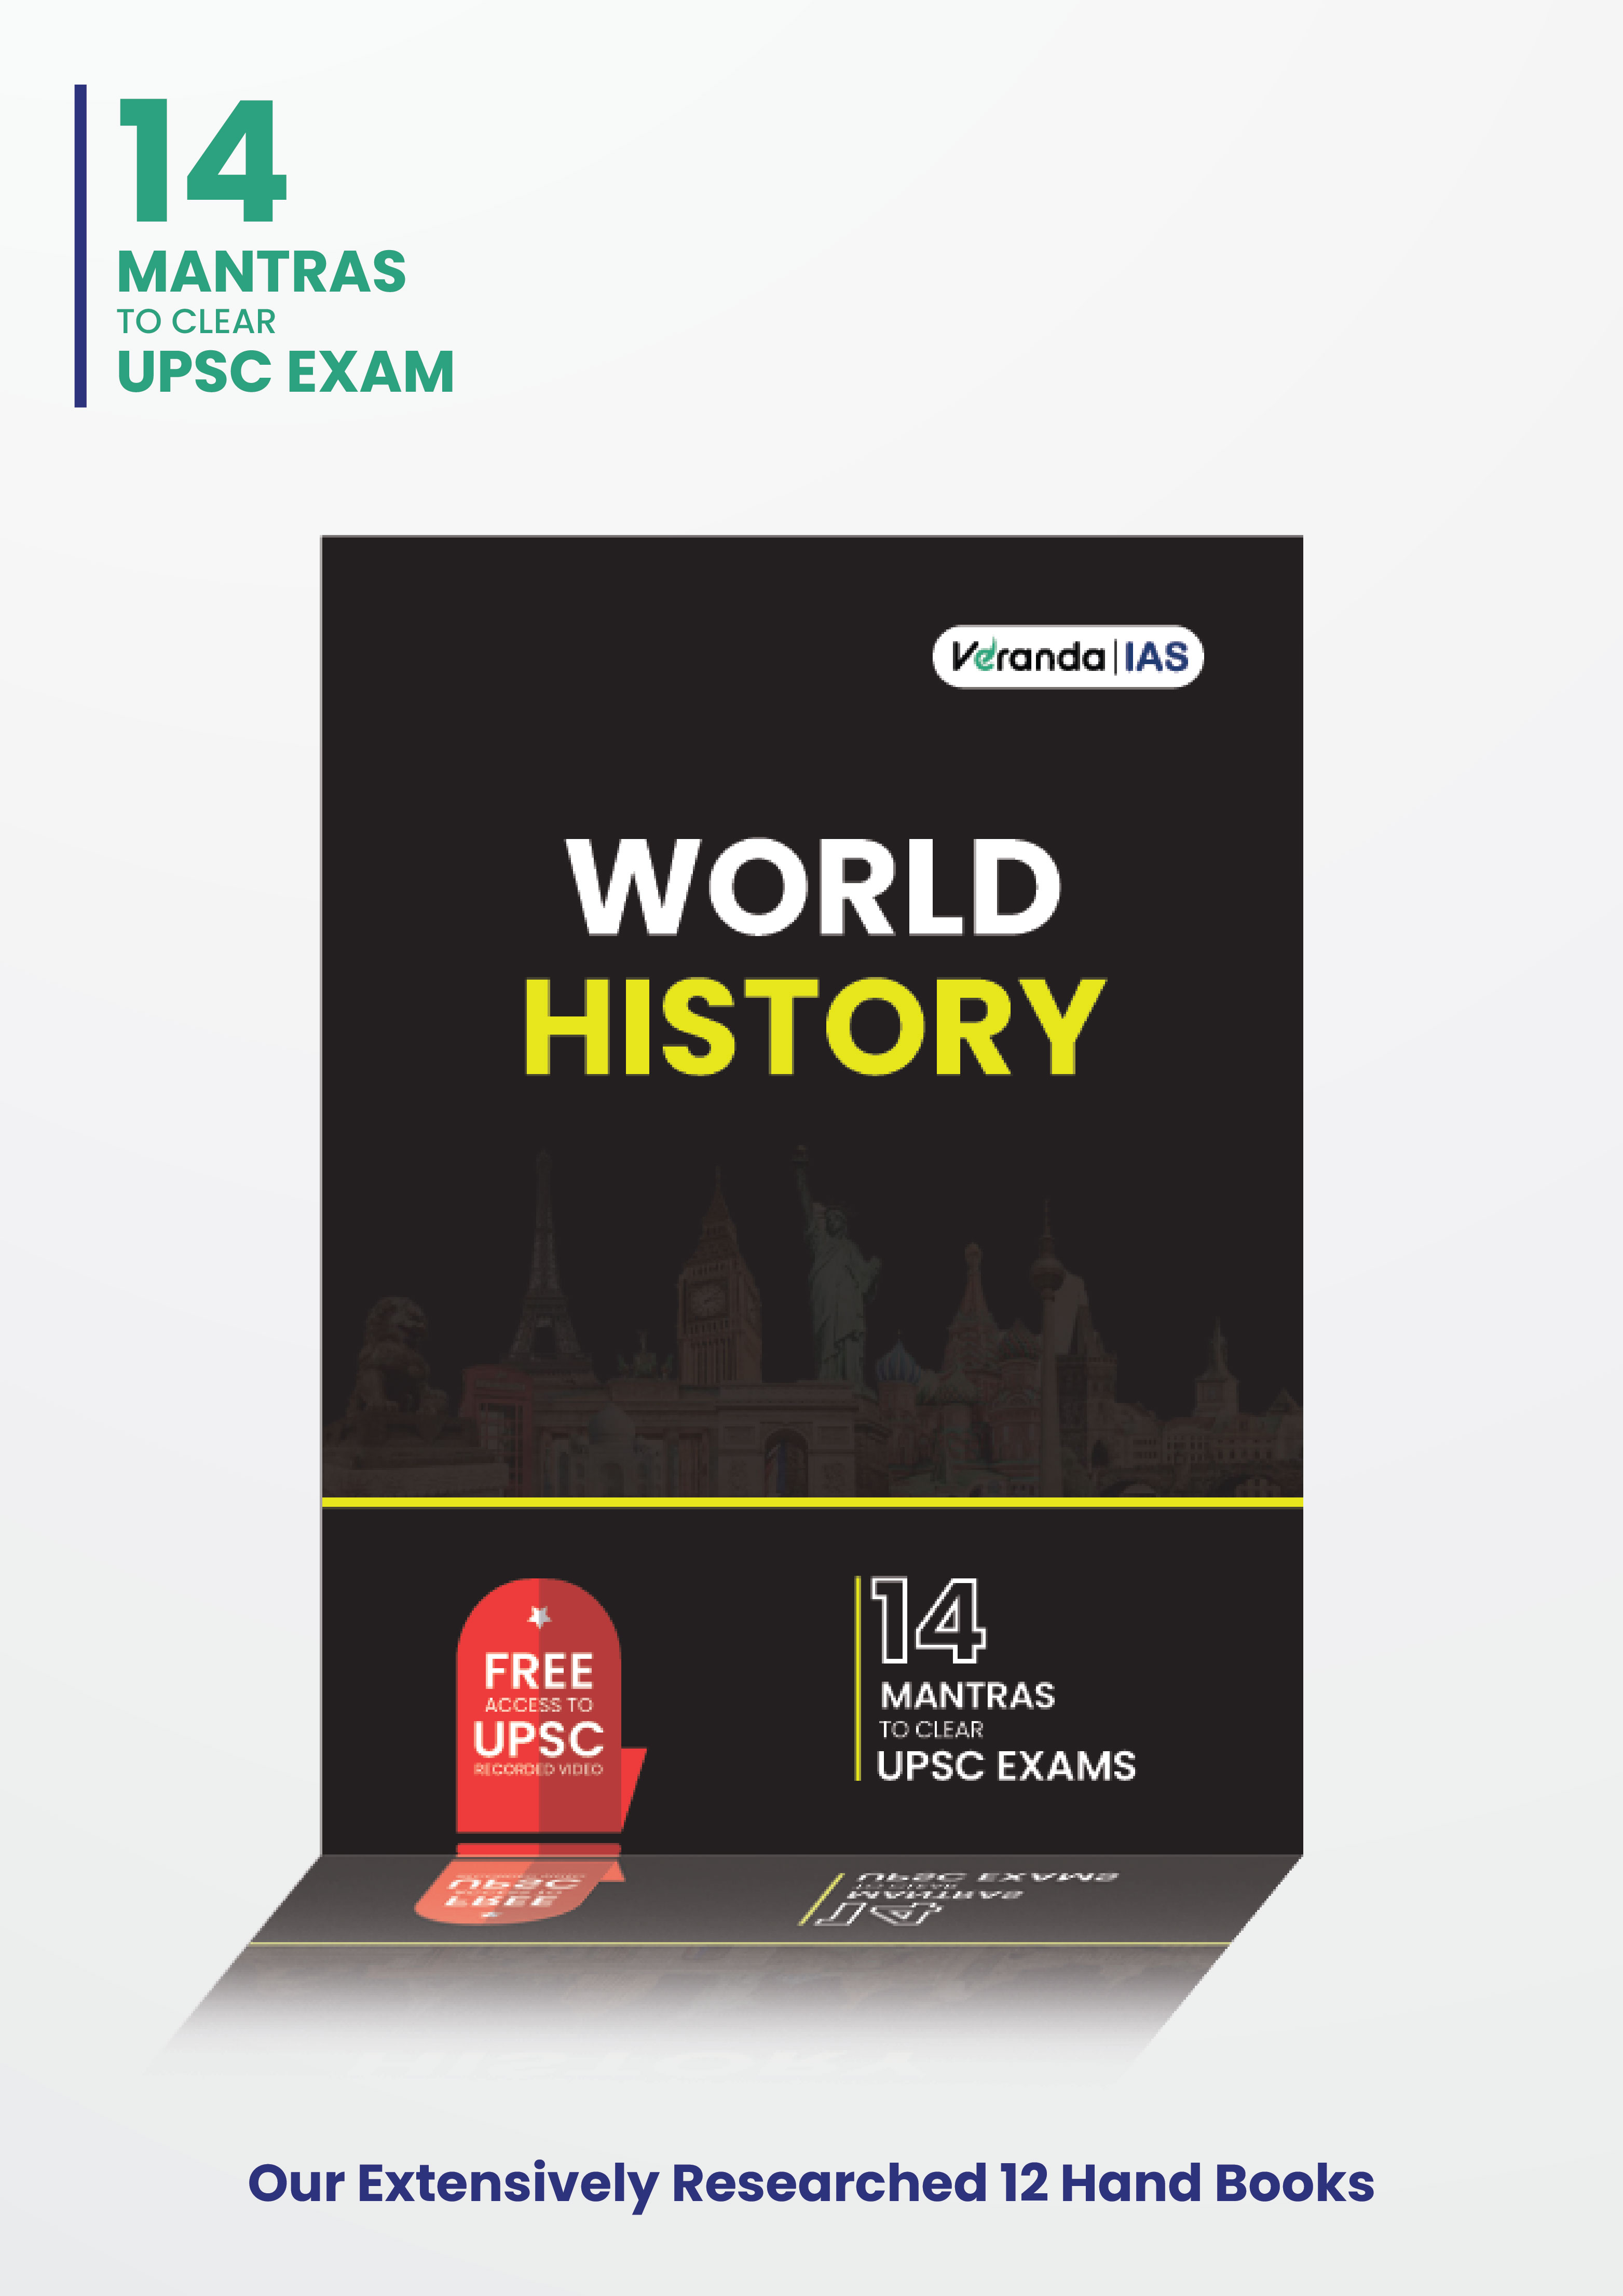 14
MANTRAS
TO CLEAR
UPSC EXAM
Veranda|IAS
WORLD
HISTORY
FREE
ACCESS TO
UPSC
RECORDED VIDEO
14
MANTRAS
TO CLEAR
UPSC EXAMS
Our Extensively Researched 12 Hand Books